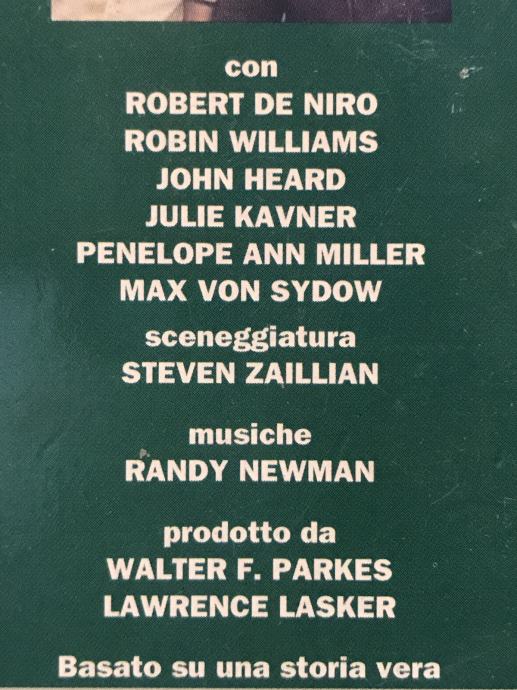 con
ROBERT DE NIRO
ROBIN WILLIAMS
JOHN HEARD
JULIE KAVNER
PENELOPE ANN MILLER
MAX VON SYDOW
sceneggiatura
STEVEN ZAILLIAN
musiche
RANDY NEWMAN
prodotto da
WALTER F. PARKES
LAWRENCE LASKER
Basato su una storia vera